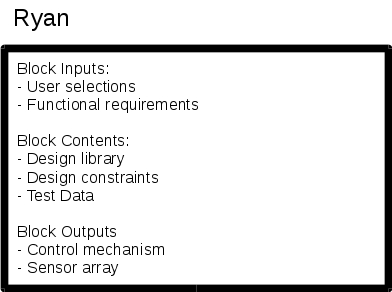 Ryan
Block Inputs:
- User selections
- Functional requirements
Block Contents:
- Design library
- Design constraints
- Test Data
Block Outputs
- Control mechanism
- Sensor array